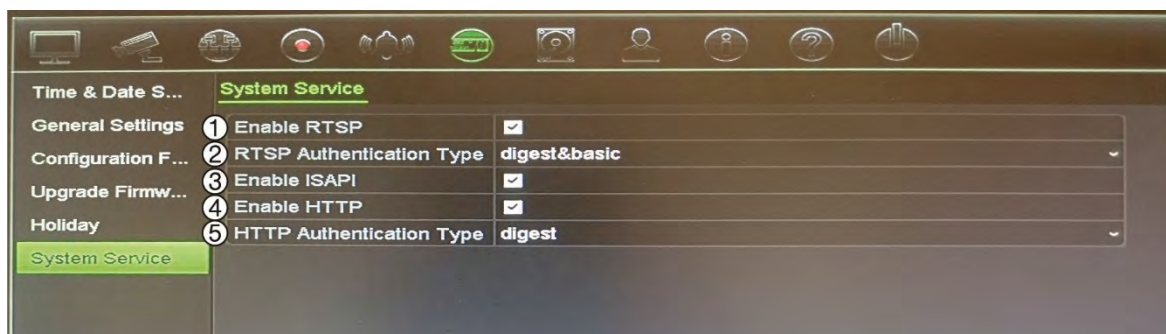 Time & Date S...
System Service
General Settings
① Enable RTSP
Configuration F...
② RTSP Authentication Type digest&basic
③ Enable ISAPI
Upgrade Firmw...
④ Enable HTTP
Holiday
⑤ HTTP Authentication Type digest
System Service